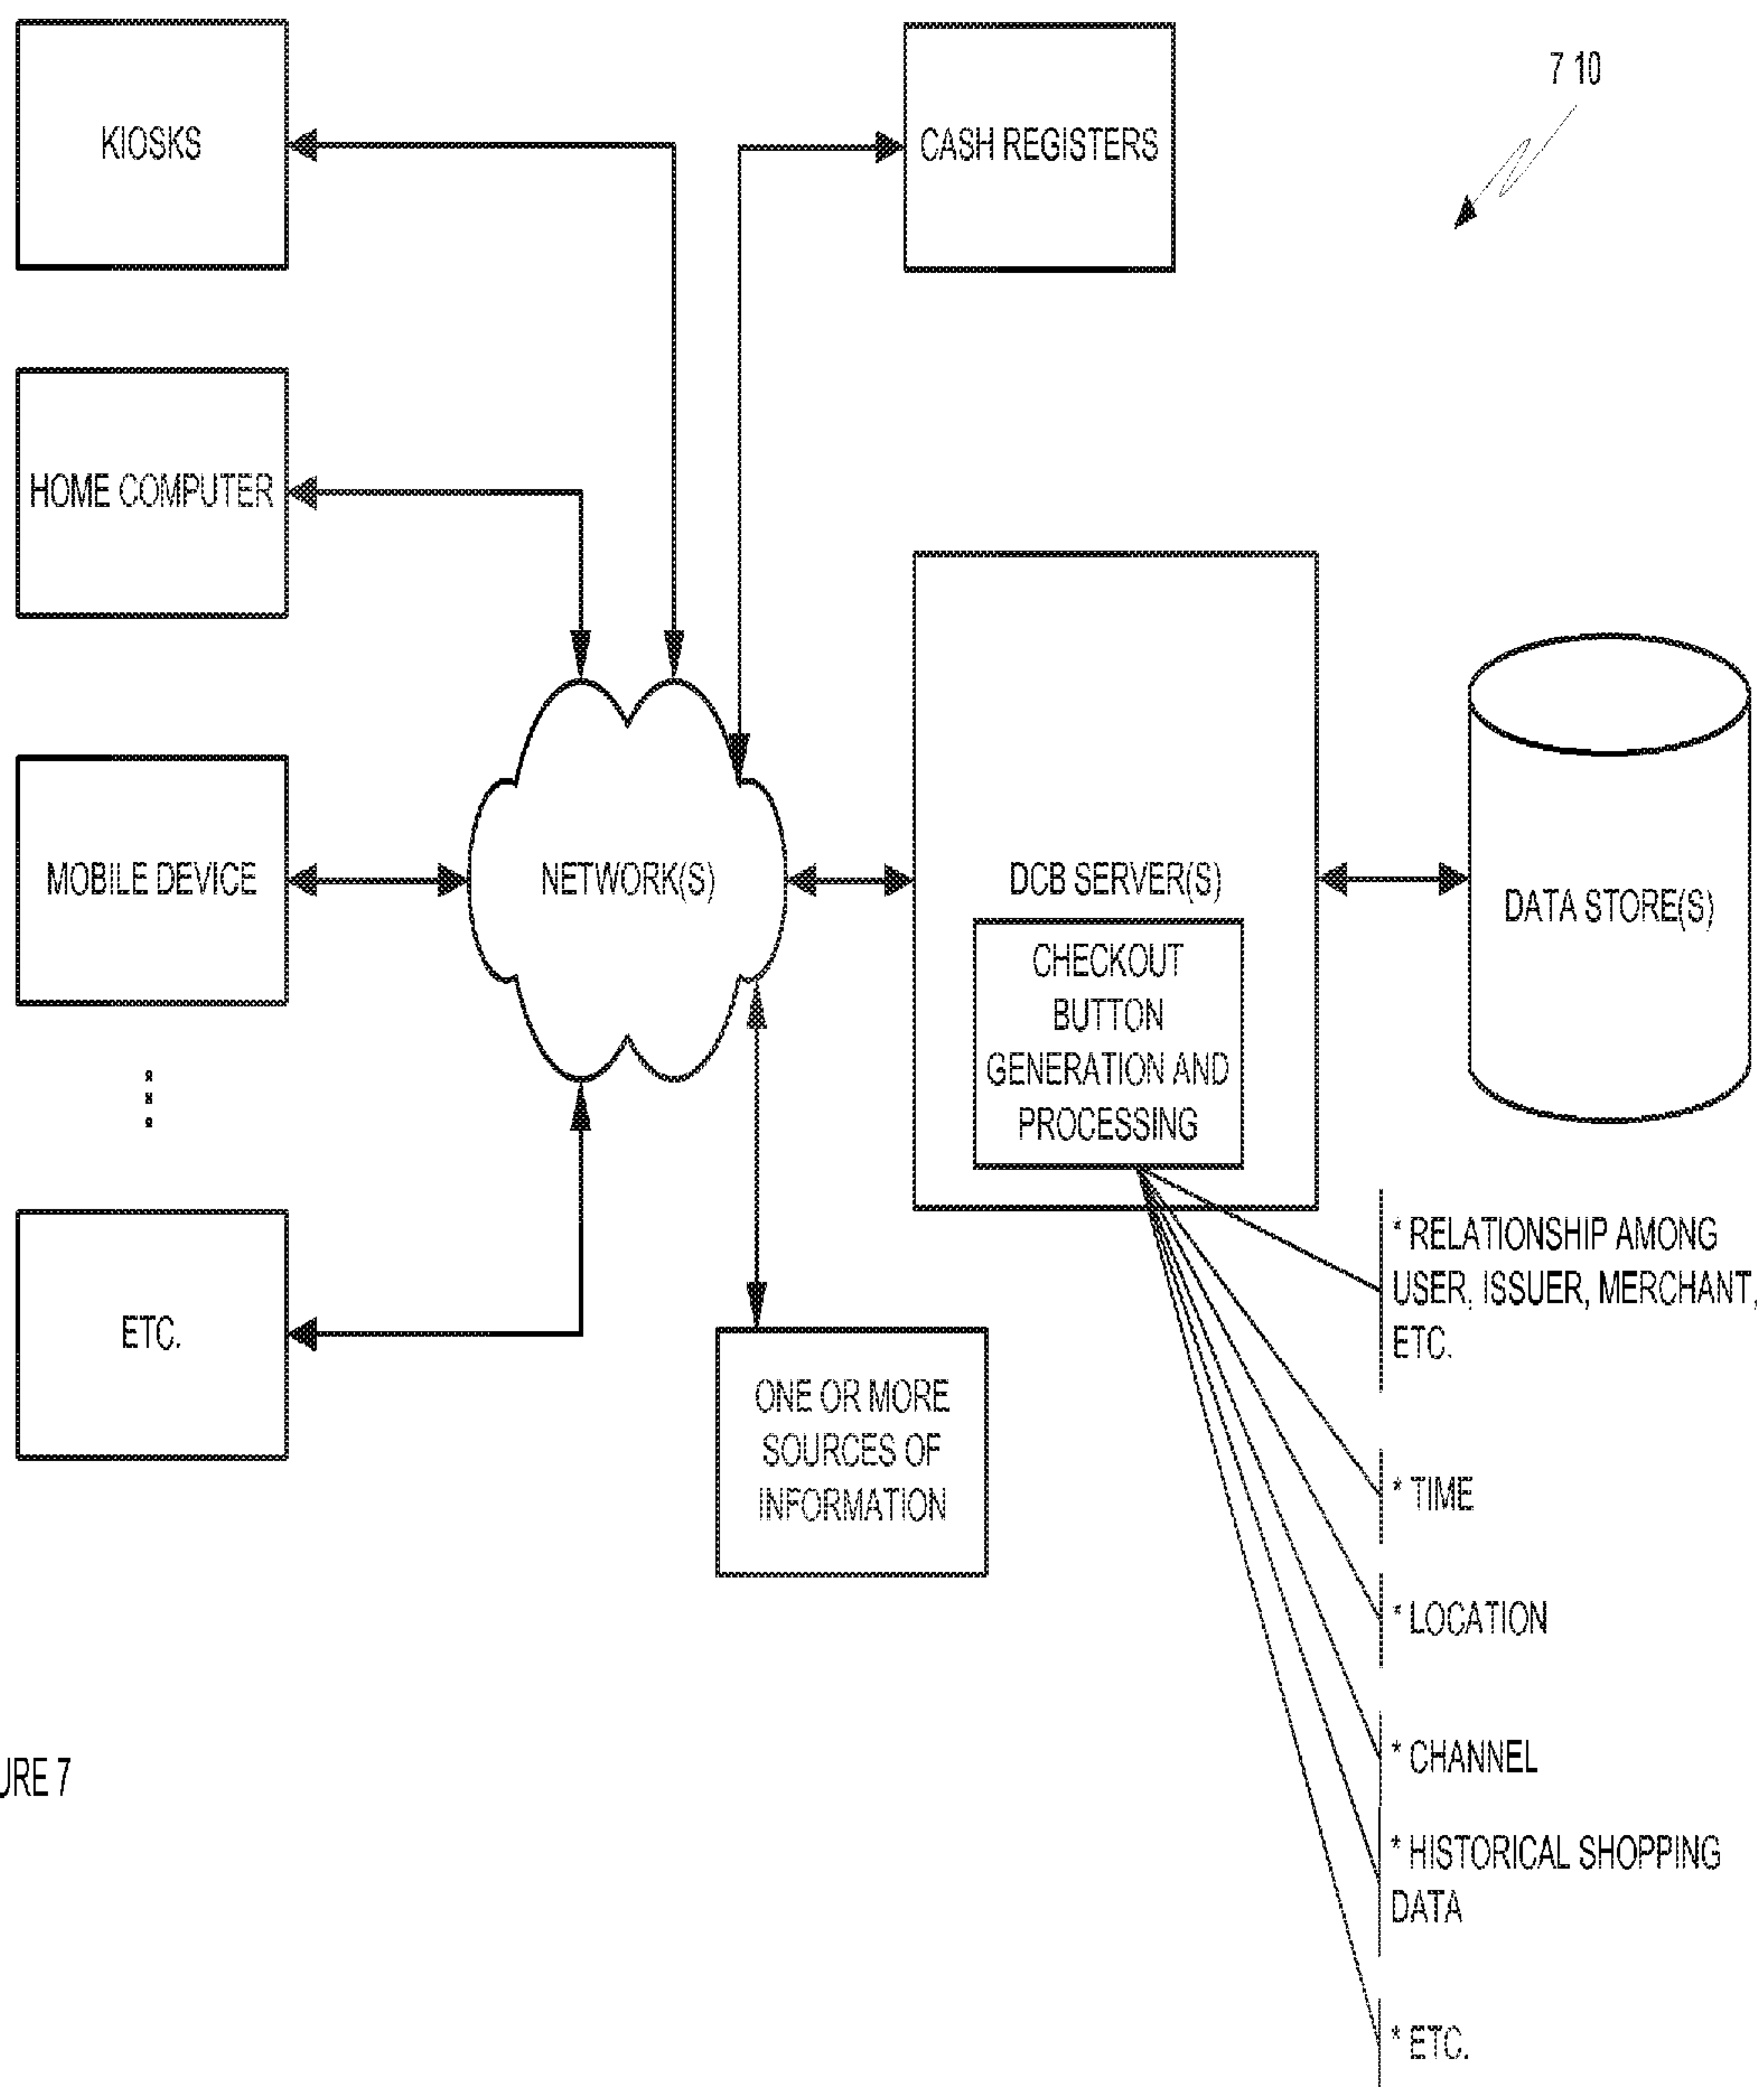 KIOSKS
CASH REGISTERS
7 10
HOME COMPUTER
MOBILE DEVICE
NETWORK(S)
DCB SERVER(S)
DATA STORE(S)
CHECKOUT
BUTTON
GENERATION AND
PROCESSING
ETC.
ONE OR MORE
SOURCES OF
INFORMATION
* RELATIONSHIP AMONG
USER, ISSUER, MERCHANT,
ETC.
* TIME
* LOCATION
* CHANNEL
* HISTORICAL SHOPPING
DATA
* ETC.
URE 7